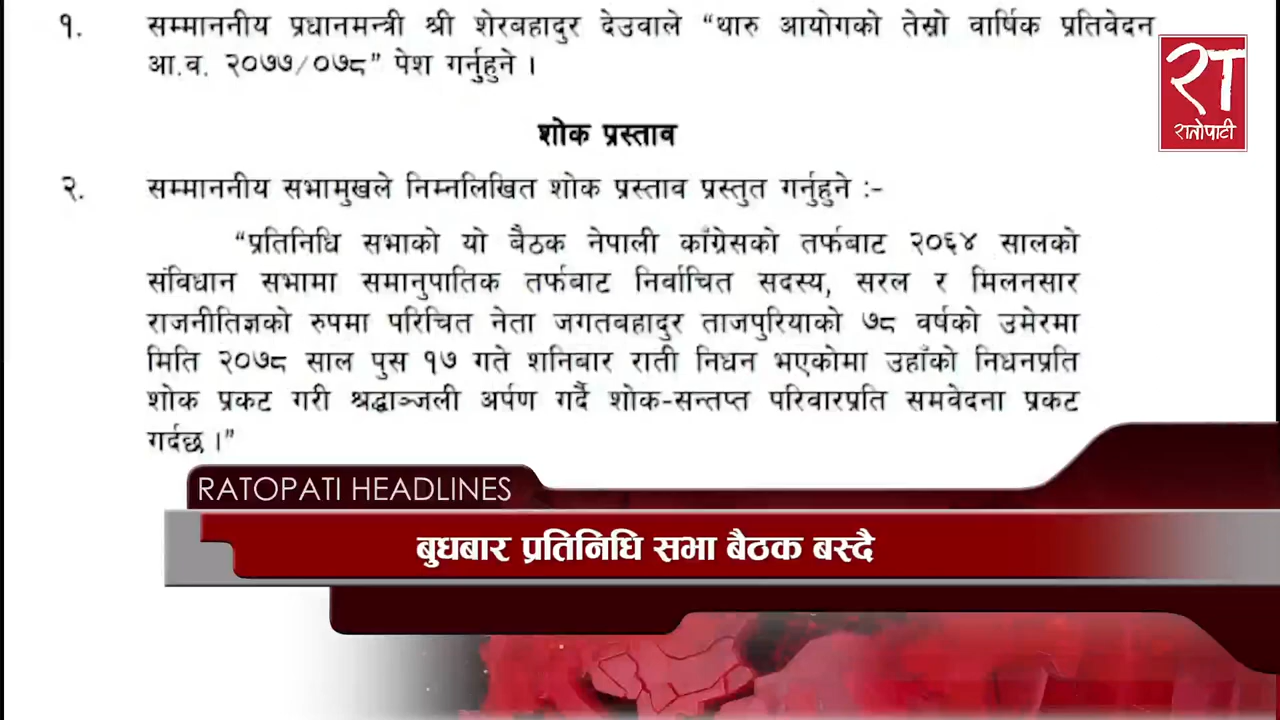 १. सम्माननीय प्रधानमन्त्री श्री शेरबहादुर देउवाले “थारु आयोगको तेस्रो वार्षिक प्रतिवेदन
आ.व. २०७७/०७८” पेश गर्नुहुने ।
रा
रातोपाटी
शोक प्रस्ताव
२. सम्माननीय सभामुखले निम्नलिखित शोक प्रस्ताव प्रस्तुत गर्नुहुने :-
“प्रतिनिधि सभाको यो बैठक नेपाली काँग्रेसको तर्फबाट २०६४ सालको
संविधान सभामा समानुपातिक तर्फबाट निर्वाचित सदस्य, सरल र मिलनसार
राजनीतिज्ञको रुपमा परिचित नेता जगतबहादुर ताजपुरियाको ७८ वर्षको उमेरमा
मिति २०७८ साल पुस १७ गते शनिबार राती निधन भएकोमा उहाँको निधनप्रति
शोक प्रकट गरी श्रद्धाञ्जली अर्पण गर्दै शोक-सन्तप्त परिवारप्रति समवेदना प्रकट
गर्दछ ।”
RATOPATI HEADLINES
बुधबार प्रतिनिधि सभा बैठक बस्दै